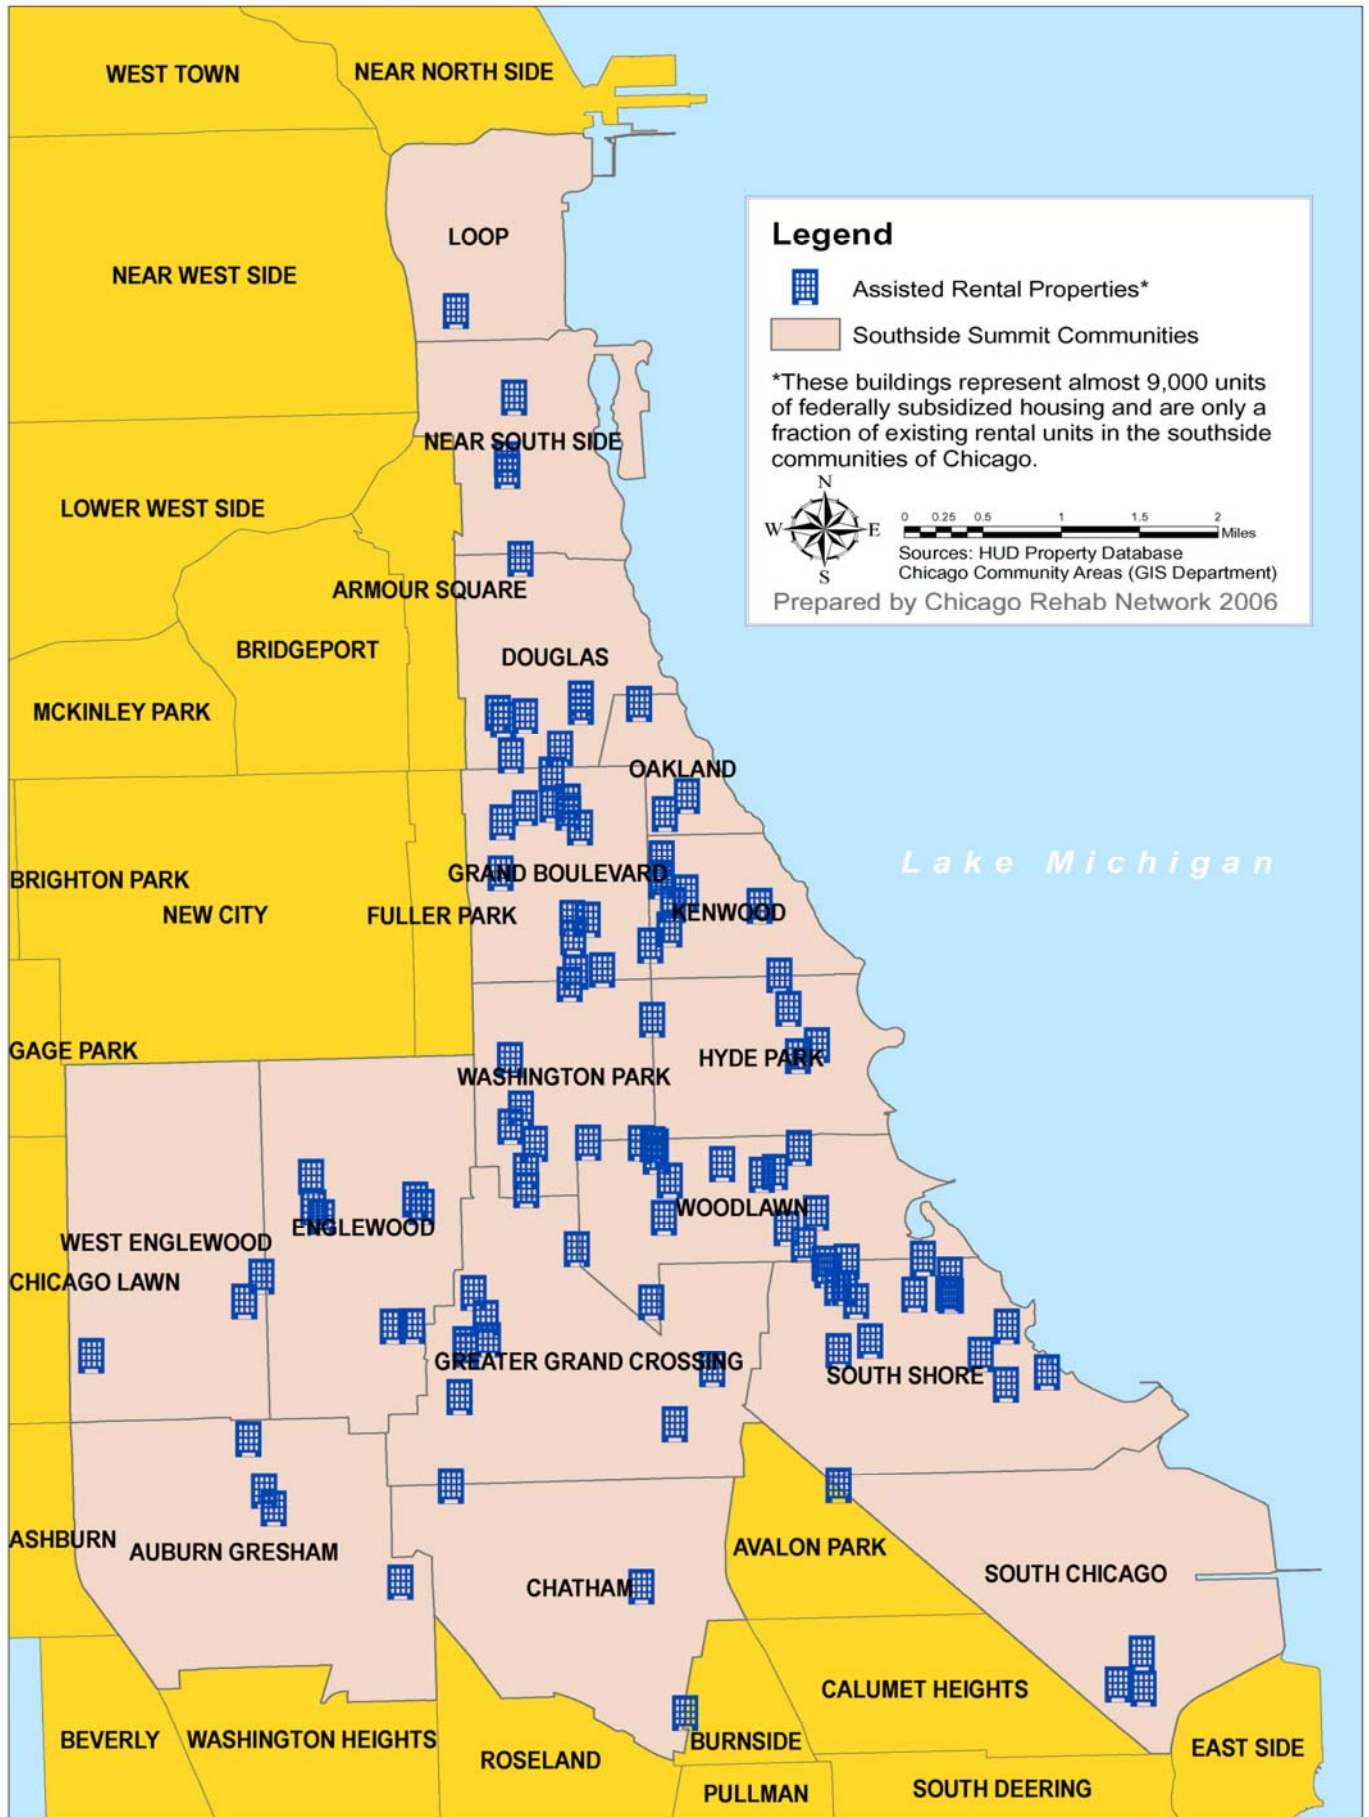 WEST TOWN
NEAR NORTH SIDE
LOOP
NEAR WEST SIDE
Legend
Assisted Rental Properties*
Southside Summit Communities
*These buildings represent almost 9,000 units
of federally subsidized housing and are only a
fraction of existing rental units in the southside
communities of Chicago.
N
W
E
S
0 0.25 0.5 1 1.5 2
Miles
Sources: HUD Property Database
Chicago Community Areas (GIS Department)
Prepared by Chicago Rehab Network 2006
NEAR SOUTH SIDE
LOWER WEST SIDE
ARMOUR SQUARE
BRIDGEPORT
DOUGLAS
MCKINLEY PARK
OAKLAND
Lake Michigan
GRAND BOULEVARD
BRIGHTON PARK
NEW CITY
FULLER PARK
KENWOOD
GAGE PARK
HYDE PARK
WASHINGTON PARK
WOODLAWN
ENGLEWOOD
WEST ENGLEWOOD
CHICAGO LAWN
GREATER GRAND CROSSING
SOUTH SHORE
ASHBURN
AUBURN GRESHAM
AVALON PARK
SOUTH CHICAGO
CHATHAM
CALUMET HEIGHTS
BEVERLY
WASHINGTON HEIGHTS
BURNSIDE
EAST SIDE
ROSELAND
PULLMAN
SOUTH DEERING